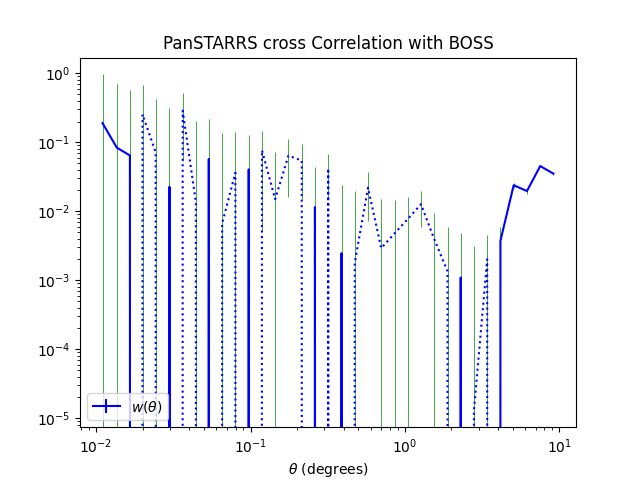 PanSTARRS cross Correlation with BOSS
10⁰
10⁻¹
10⁻²
10⁻³
10⁻⁴
10⁻⁵
w(θ)
10⁻² 10⁻¹ 10⁰ 10¹
θ (degrees)